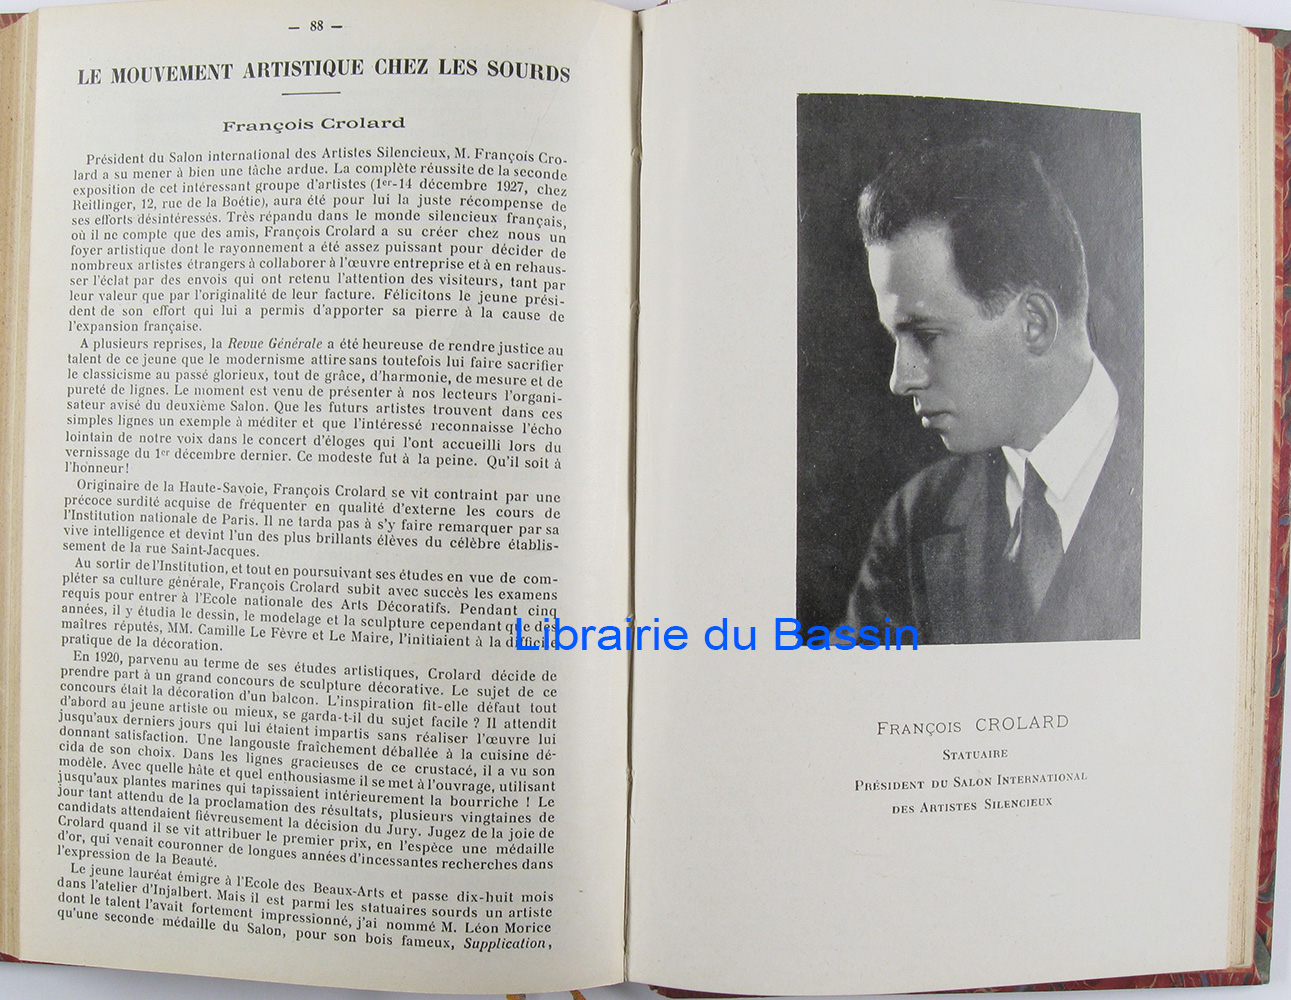 — 88 —
LE MOUVEMENT ARTISTIQUE CHEZ LES SOURDS
François Crolard
Président du Salon international des Artistes Silencieux, M. François Cro-
lard a su mener à bien une tâche ardue. La complète réussite de la seconde
exposition de cet intéressant groupe d'artistes (1er-14 décembre 1927, chez
Reitlinger, 12, rue de la Boétie), aura été pour lui la juste récompense de
ses efforts désintéressés. Très répandu dans le monde silencieux français,
où il ne compte que des amis, François Crolard a su créer chez nous un
foyer artistique dont le rayonnement a été assez puissant pour décider de
nombreux artistes étrangers à collaborer à l'œuvre entreprise et à en rehaus-
ser l'éclat par des envois qui ont retenu l'attention des visiteurs, tant par
leur valeur que par l'originalité de leur facture. Félicitons le jeune prési-
dent de son effort qui lui a permis d'apporter sa pierre à la cause de
l'expansion française.
A plusieurs reprises, la Revue Générale a été heureuse de rendre justice au
talent de ce jeune que le modernisme attire sans toutefois lui faire sacrifier
le classicisme au passé glorieux, tout de grâce, d'harmonie, de mesure et de
pureté de lignes. Le moment est venu de présenter à nos lecteurs l'organi-
sateur avisé du deuxième Salon. Que les futurs artistes trouvent dans ces
simples lignes un exemple à méditer et que l'intéressé reconnaisse l'écho
lointain de notre voix dans le concert d'éloges qui l'ont accueilli lors du
vernissage du 1er décembre dernier. Ce modeste fut à la peine. Qu'il soit à
l'honneur!
Originaire de la Haute-Savoie, François Crolard se vit contraint par une
précoce surdité acquise de fréquenter en qualité d'externe les cours de
l'Institution nationale de Paris. Il ne tarda pas à s'y faire remarquer par sa
vive intelligence et devint l'un des plus brillants élèves du célèbre établis-
sement de la rue Saint-Jacques.
Au sortir de l'Institution, et tout en poursuivant ses études en vue de com-
pléter sa culture générale, François Crolard subit avec succès les examens
requis pour entrer à l'Ecole nationale des Arts Décoratifs. Pendant cinq
années, il y étudia le dessin, le modelage et la sculpture cependant que des
maîtres réputés, MM. Camille Le Fèvre et Le Maire, l'initiaient à la difficile
pratique de la décoration.
En 1920, parvenu au terme de ses études artistiques, Crolard décide de
prendre part à un grand concours de sculpture décorative. Le sujet de ce
concours était la décoration d'un balcon. L'inspiration fit-elle défaut tout
d'abord au jeune artiste ou mieux, se garda-t-il du sujet facile ? Il attendit
jusqu'aux derniers jours qui lui étaient impartis sans réaliser l'œuvre lui
donnant satisfaction. Une langouste fraîchement déballée à la cuisine dé-
cida de son choix. Dans les lignes gracieuses de ce crustacé, il a vu son
modèle. Avec quelle hâte et quel enthousiasme il se met à l'ouvrage, utilisant
jusqu'aux plantes marines qui tapissaient intérieurement la bourriche ! Le
jour tant attendu de la proclamation des résultats, plusieurs vingtaines de
candidats attendaient fiévreusement la décision du Jury. Jugez de la joie de
Crolard quand il se vit attribuer le premier prix, en l'espèce une médaille
d'or, qui venait couronner de longues années d'incessantes recherches dans
l'expression de la Beauté.
Le jeune lauréat émigre à l'Ecole des Beaux-Arts et passe dix-huit mois
dans l'atelier d'Injalbert. Mais il est parmi les statuaires sourds un artiste
dont le talent l'avait fortement impressionné, j'ai nommé M. Léon Morice
qu'une seconde médaille du Salon, pour son bois fameux, Supplication,
Librairie du Bassin
FRANÇOIS CROLARD
STATUAIRE
PRÉSIDENT DU SALON INTERNATIONAL
DES ARTISTES SILENCIEUX